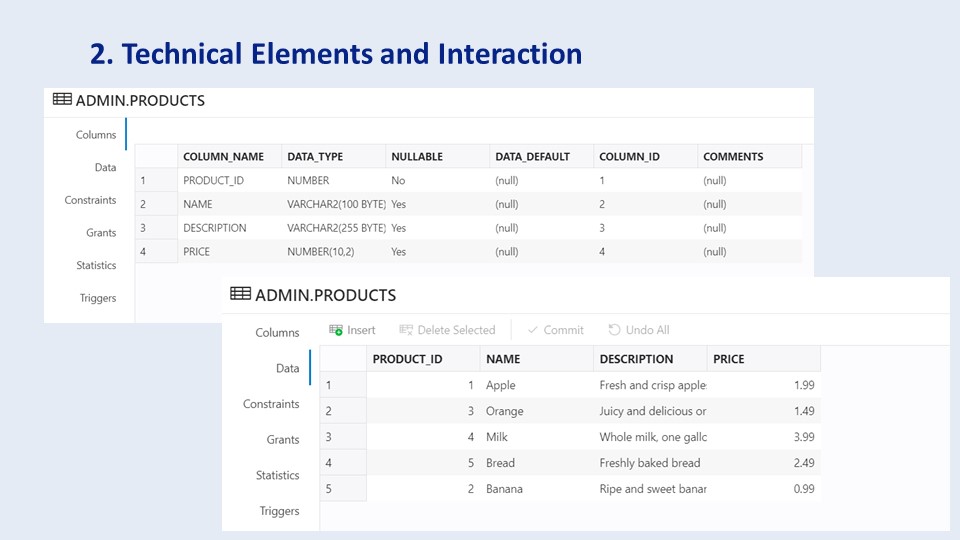 2. Technical Elements and Interaction
ADMIN.PRODUCTS
Columns
Data
Constraints
Grants
Statistics
Triggers
COLUMN_NAME DATA_TYPE NULLABLE DATA_DEFAULT COLUMN_ID COMMENTS
1 PRODUCT_ID NUMBER No (null) 1 (null)
2 NAME VARCHAR2(100 BYTE) Yes (null) 2 (null)
3 DESCRIPTION VARCHAR2(255 BYTE) Yes (null) 3 (null)
4 PRICE NUMBER(10,2) Yes (null) 4 (null)
ADMIN.PRODUCTS
Columns
Data
Constraints
Grants
Statistics
Triggers
Insert Delete Selected Commit Undo All
PRODUCT_ID NAME DESCRIPTION PRICE
1 1 Apple Fresh and crisp apple 1.99
2 3 Orange Juicy and delicious or 1.49
3 4 Milk Whole milk, one gallo 3.99
4 5 Bread Freshly baked bread 2.49
5 2 Banana Ripe and sweet banan 0.99